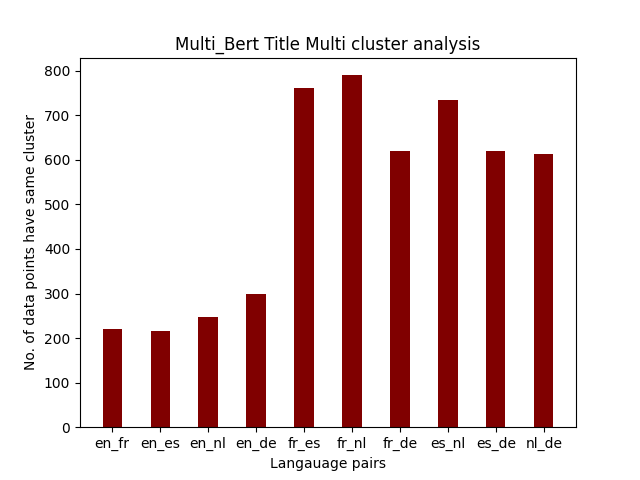 Multi_Bert Title Multi cluster analysis
No. of data points have same cluster
800
700
600
500
400
300
200
100
0
en_fr en_es en_nl en_de fr_es fr_nl fr_de es_nl es_de nl_de
Langauage pairs